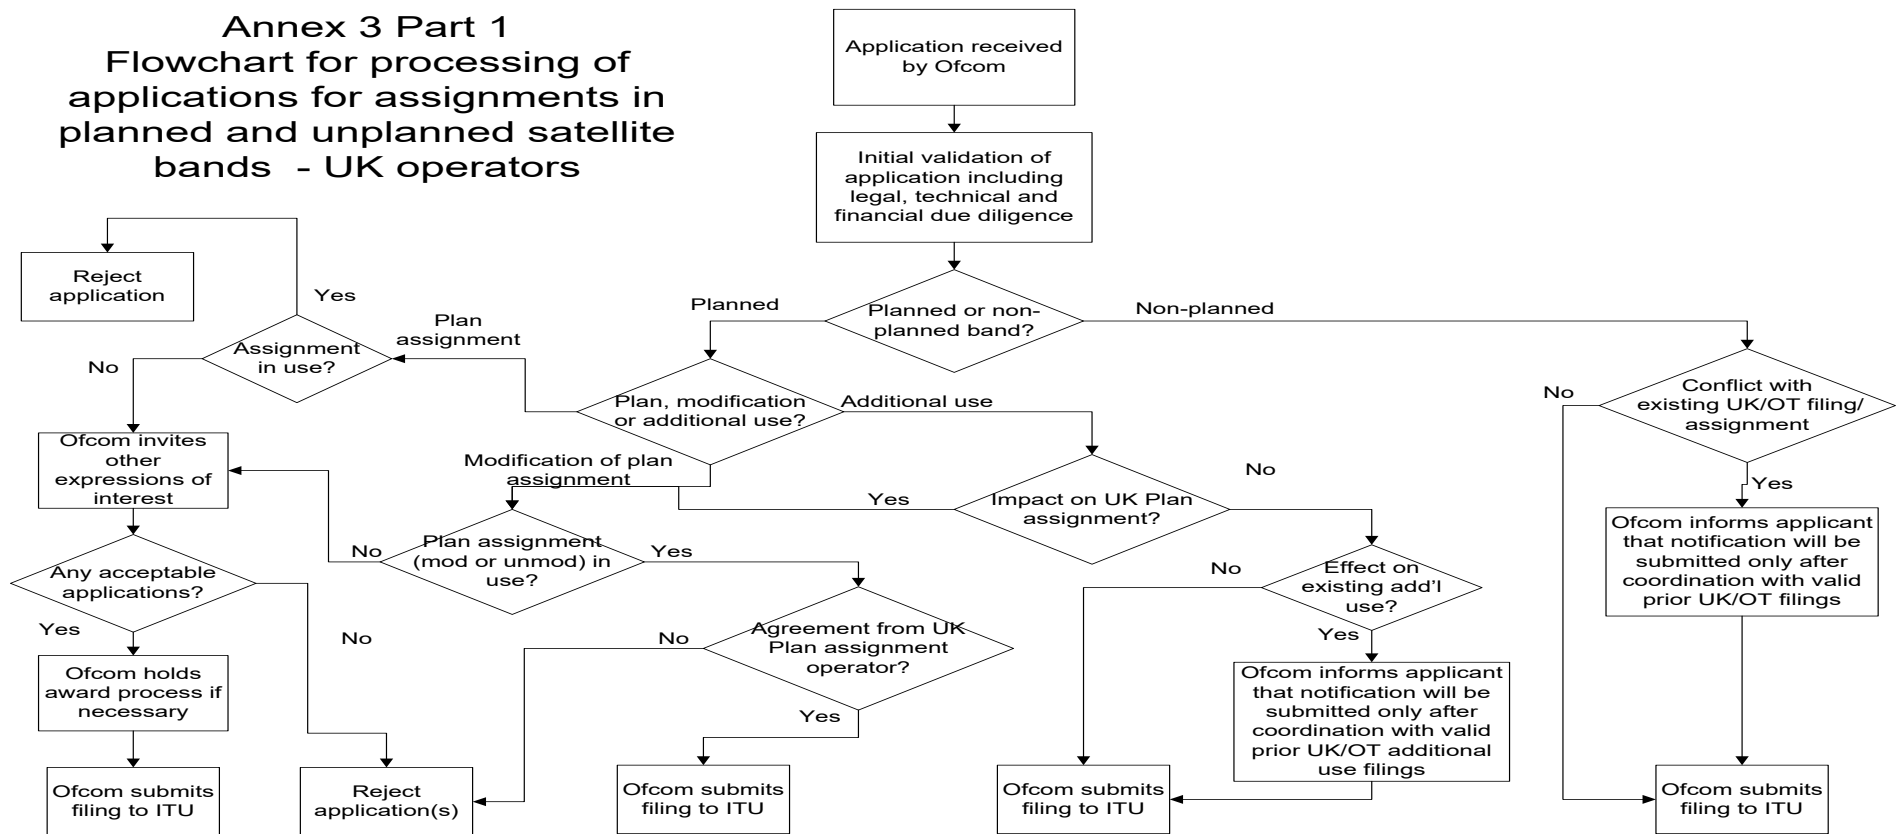 Annex 3 Part 1
Flowchart for processing of
applications for assignments in
planned and unplanned satellite
bands - UK operators
Application received
by Ofcom
Initial validation of
application including
legal, technical and
financial due diligence
Planned or non-
planned band?
Planned
Non-planned
Reject
application
Yes
Plan
assignment
Assignment
in use?
No
Plan, modification
or additional use?
Additional use
No
Conflict with
existing UK/OT filing/
assignment
Ofcom invites
other
expressions of
interest
Modification of plan
assignment
Yes
Impact on UK Plan
assignment?
No
Yes
Ofcom informs applicant
that notification will be
submitted only after
coordination with valid
prior UK/OT filings
No
Plan assignment
(mod or unmod) in
use?
Yes
Any acceptable
applications?
No
Effect on
existing add'l
use?
Yes
No
No
Agreement from UK
Plan assignment
operator?
Yes
Ofcom holds
award process if
necessary
Ofcom informs applicant
that notification will be
submitted only after
coordination with valid
prior UK/OT additional
use filings
Yes
Ofcom submits
filing to ITU
Reject
application(s)
Ofcom submits
filing to ITU
Ofcom submits
filing to ITU
Ofcom submits
filing to ITU